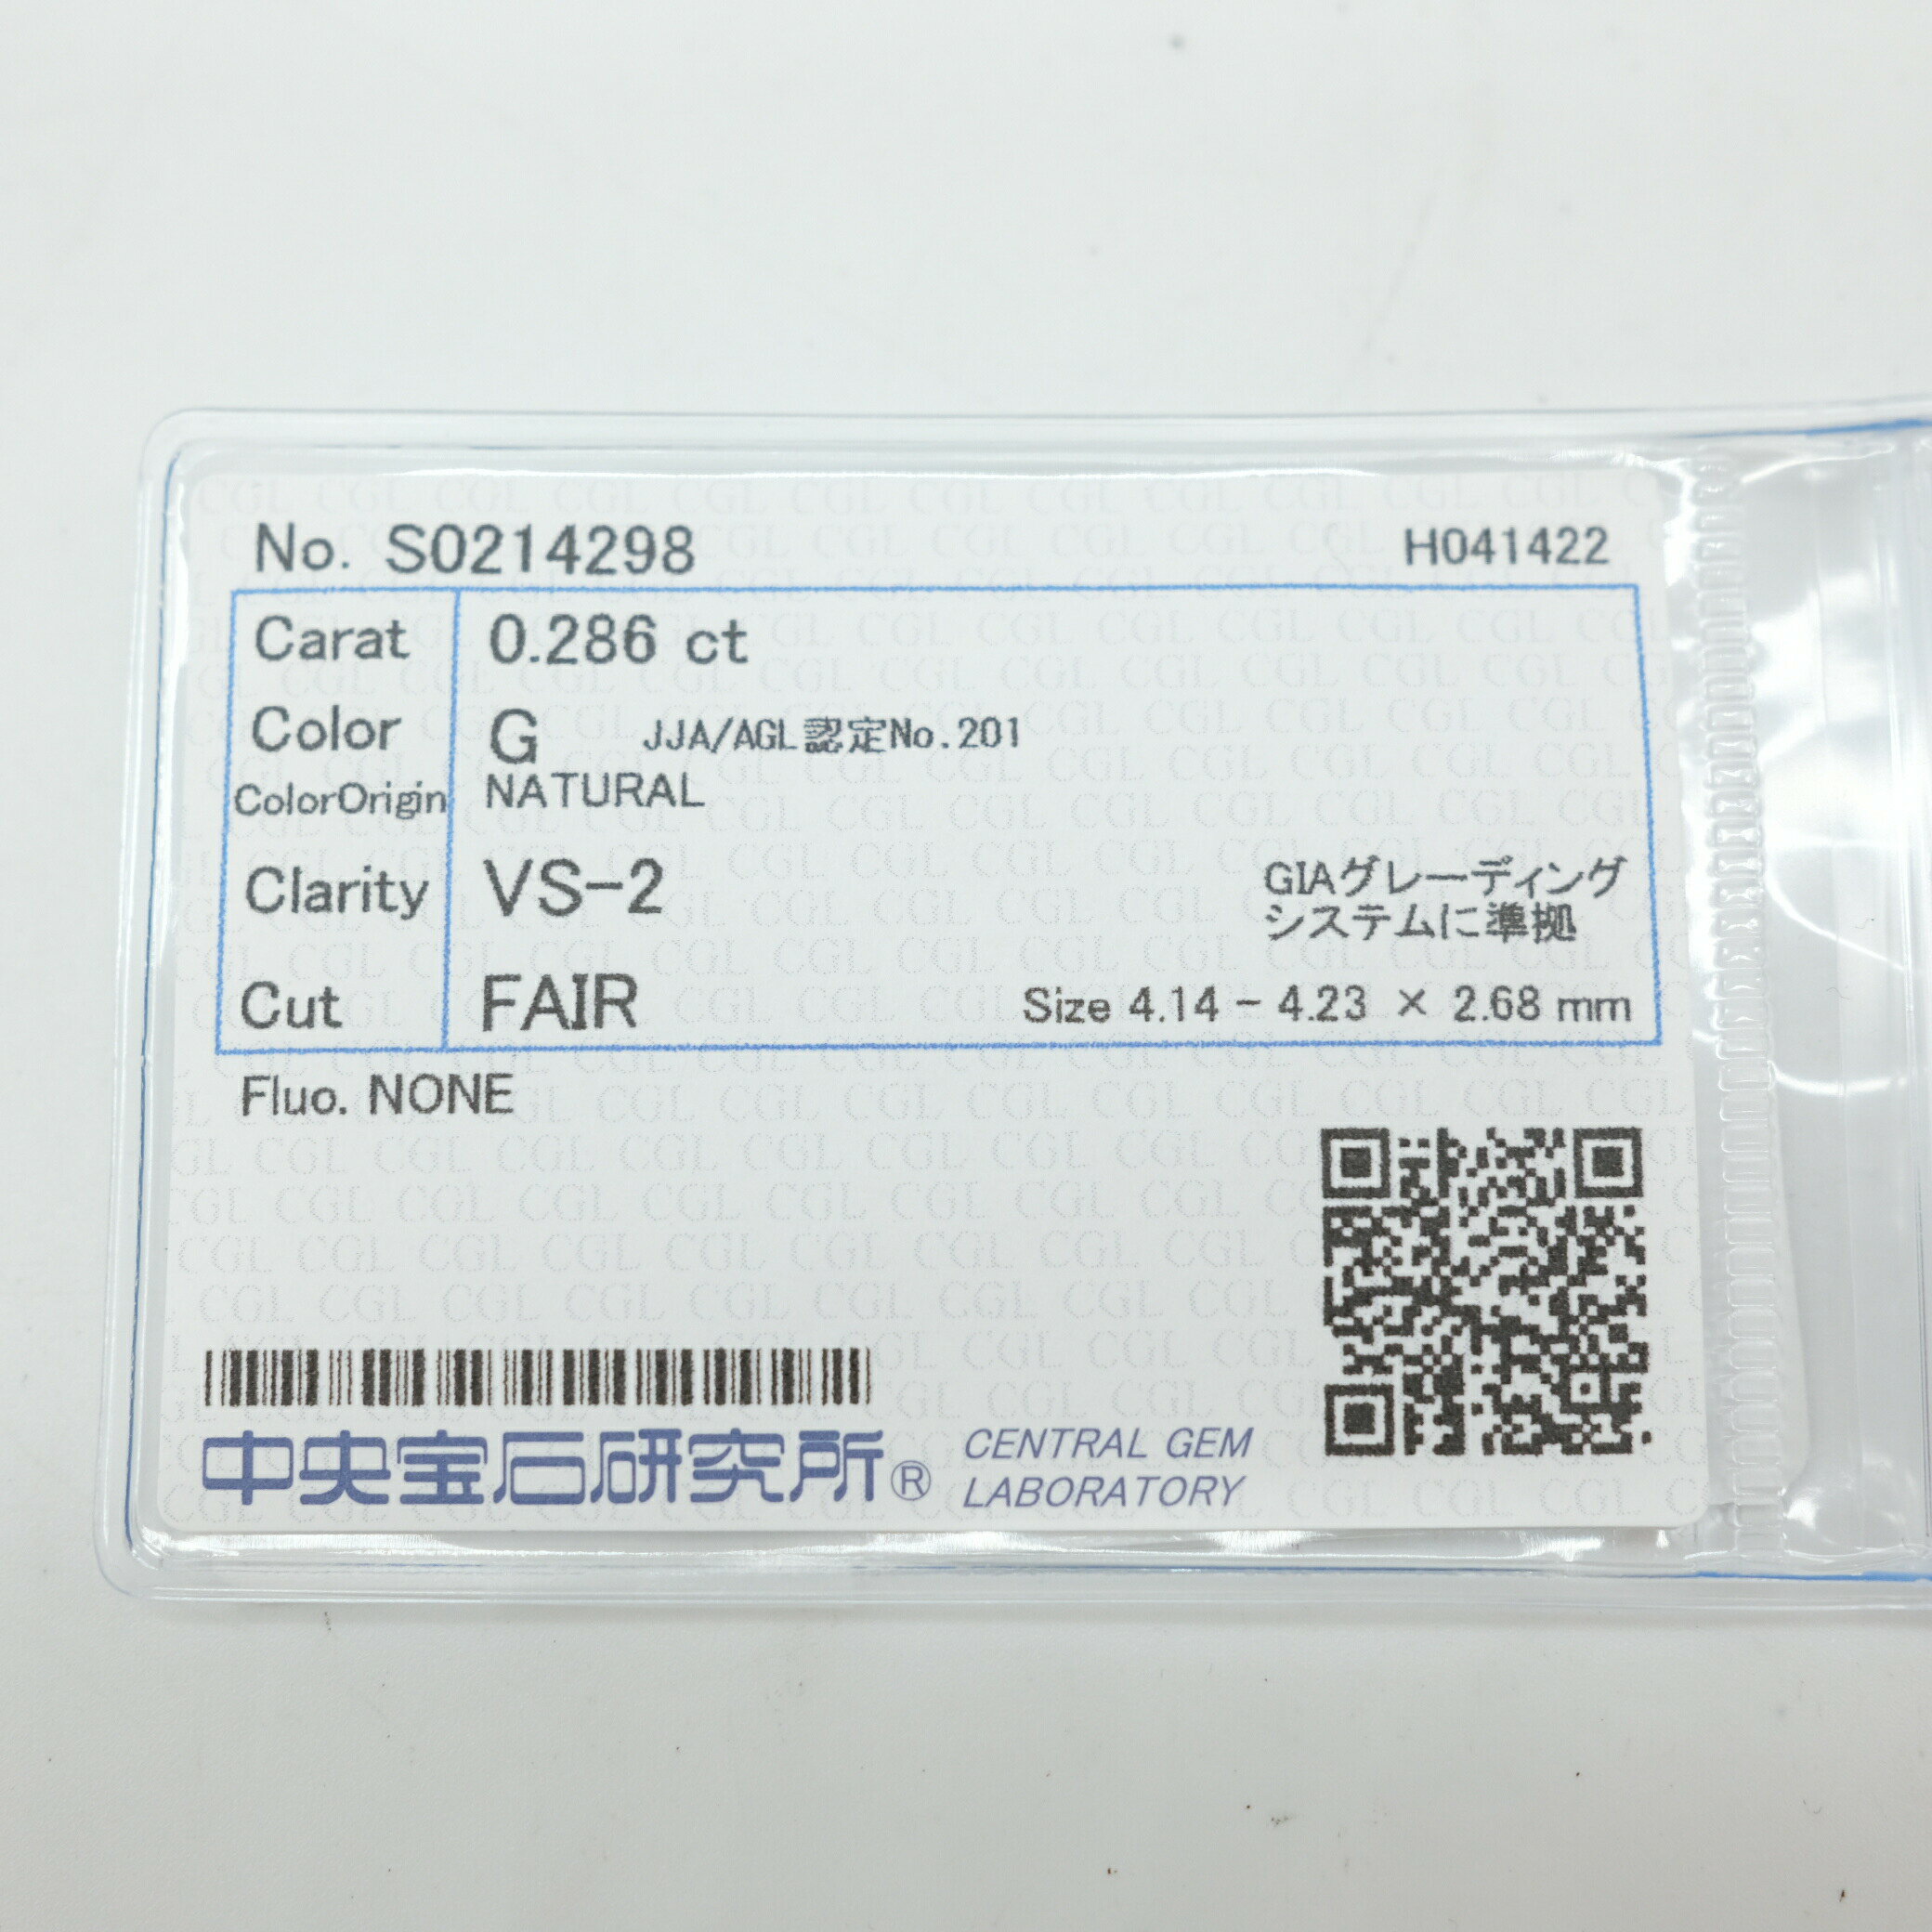 No. S0214298 H041422
Carat 0.286 ct
Color G JJA/AGL認定No.201
ColorOrigin NATURAL
Clarity VS-2 GIAグレーディング
システムに準拠
Cut FAIR Size 4.14 - 4.23 × 2.68 mm
Fluo. NONE
中央宝石研究所® CENTRAL GEM
LABORATORY